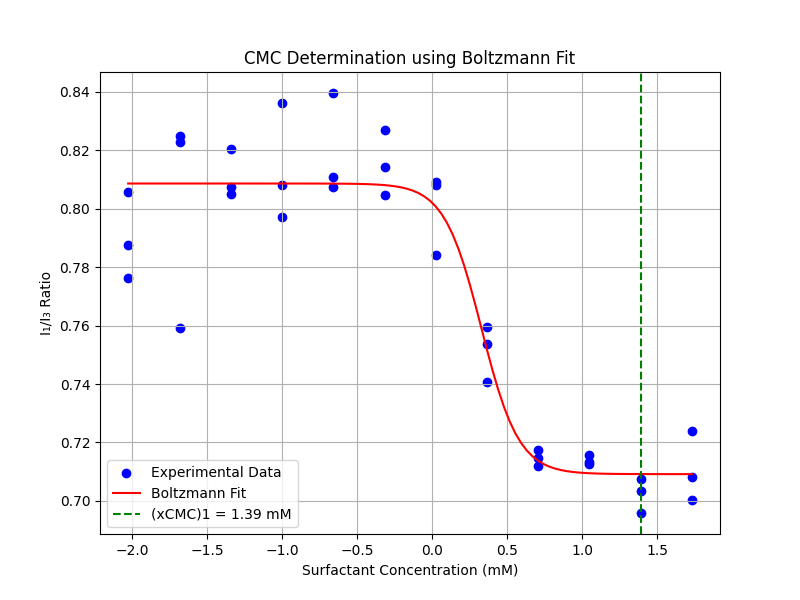 CMC Determination using Boltzmann Fit
I₁/I₃ Ratio
0.84
0.82
0.80
0.78
0.76
0.74
0.72
0.70
Experimental Data
Boltzmann Fit
(xCMC)1 = 1.39 mM
−2.0 −1.5 −1.0 −0.5 0.0 0.5 1.0 1.5
Surfactant Concentration (mM)